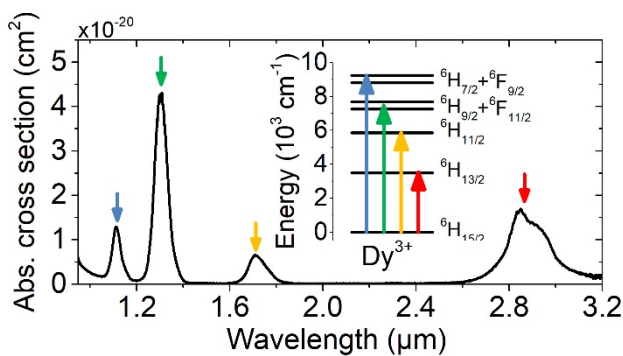 x10⁻²⁰
Abs. cross section (cm²)
5
4
3
2
1
0
Energy (10³ cm⁻¹)
10
8
6
4
2
0
⁶H₇/₂+⁶F₉/₂
⁶H₉/₂+⁶F₁₁/₂
⁶H₁₁/₂
⁶H₁₃/₂
⁶H₁₅/₂
Dy³⁺
1.2 1.6 2.0 2.4 2.8 3.2
Wavelength (µm)